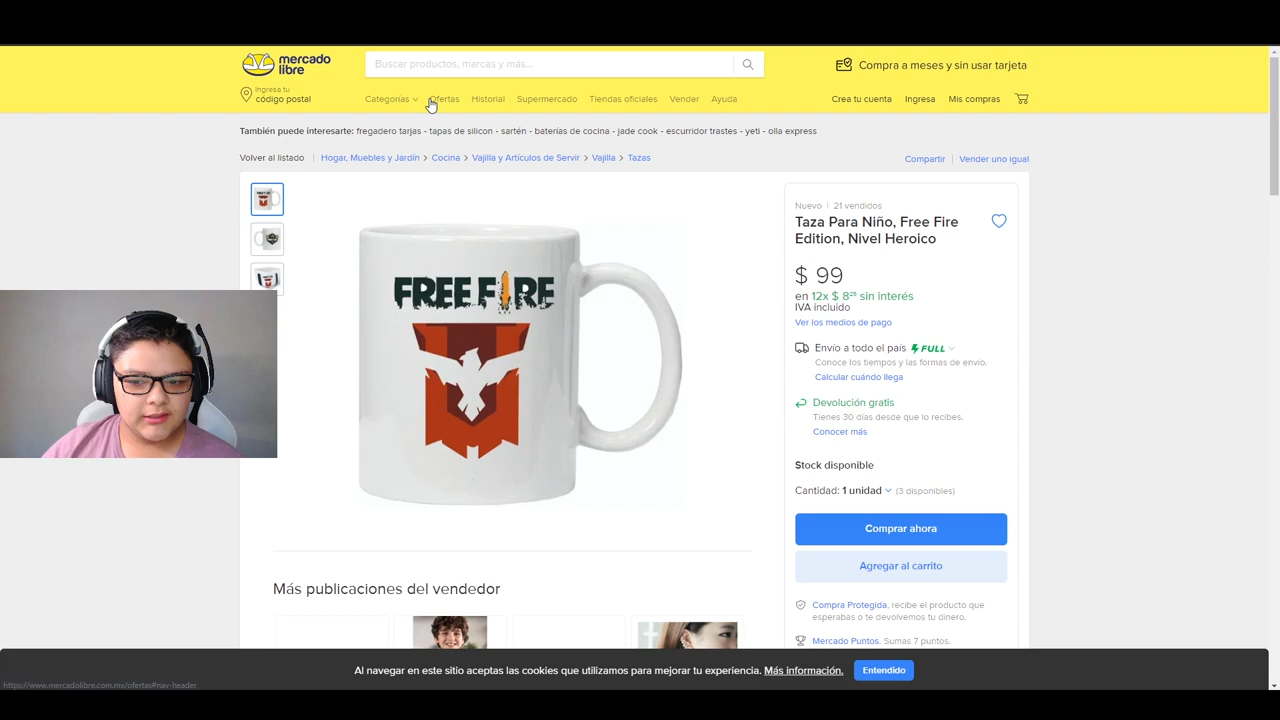 mercado
libre
Buscar productos, marcas y más...
Compra a meses y sin usar tarjeta
Ingresa tu
código postal
Categorías
Ofertas
Historial
Supermercado
Tiendas oficiales
Vender
Ayuda
Crea tu cuenta
Ingresa
Mis compras
También puede interesarte: fregadero tarjas - tapas de silicon - sartén - baterías de cocina - jade cook - escurridor trastes - yeti - olla express
Volver al listado | Hogar, Muebles y Jardín > Cocina > Vajilla y Artículos de Servir > Vajilla > Tazas
Compartir | Vender uno igual
FREE FIRE
Nuevo | 21 vendidos
Taza Para Niño, Free Fire
Edition, Nivel Heroico
$ 99
en 12x $ 8²⁵ sin interés
IVA incluido
Ver los medios de pago
Envío a todo el país FULL
Conoce los tiempos y las formas de envío.
Calcular cuándo llega
Devolución gratis
Tienes 30 días desde que lo recibes.
Conocer más
Stock disponible
Cantidad: 1 unidad (3 disponibles)
Comprar ahora
Agregar al carrito
Compra Protegida, recibe el producto que
esperabas o te devolvemos tu dinero.
Mercado Puntos. Sumas 7 puntos.
Más publicaciones del vendedor
Al navegar en este sitio aceptas las cookies que utilizamos para mejorar tu experiencia. Más información.
Entendido
https://www.mercadolibre.com.mx/ofertas#nav-header